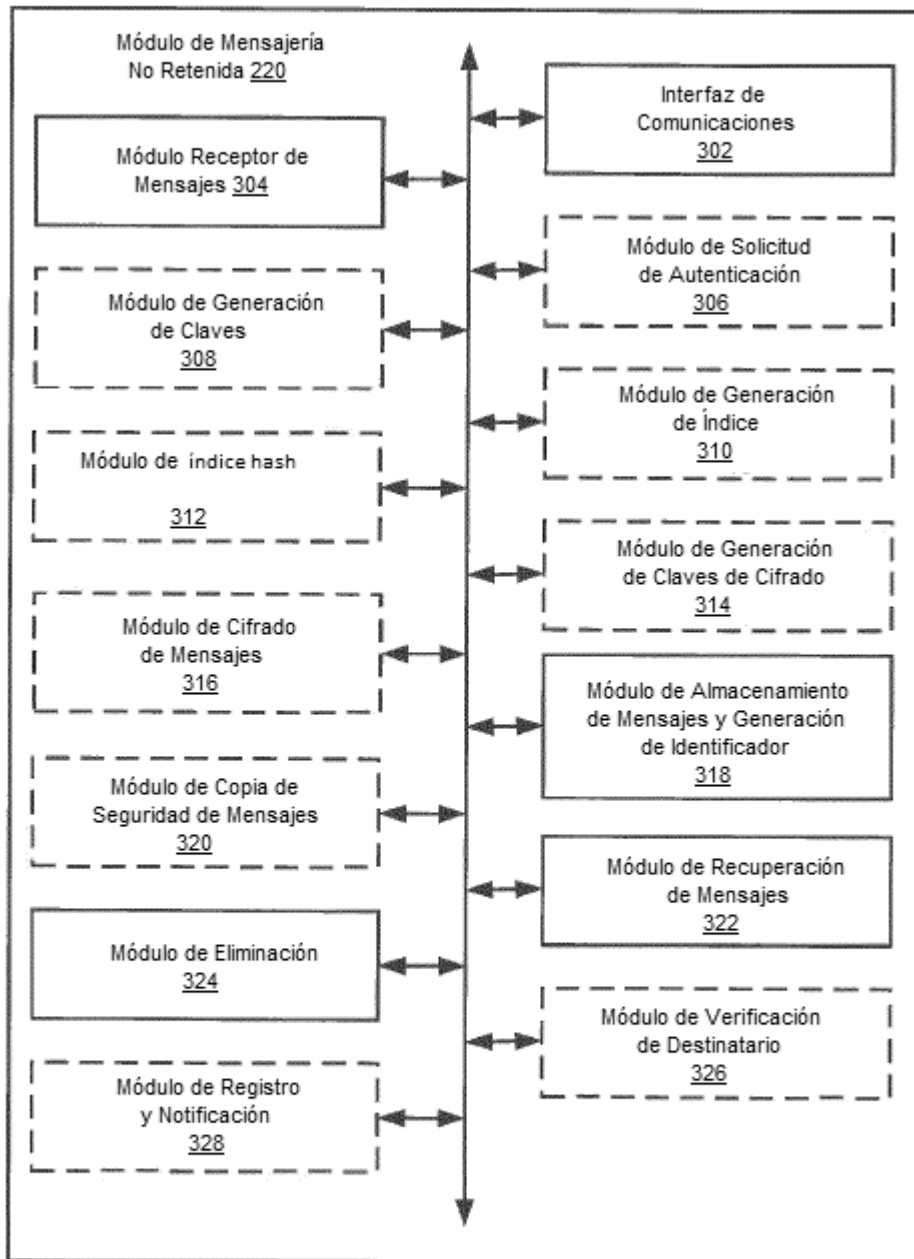 Módulo de Mensajería
No Retenida 220
Interfaz de
Comunicaciones
302
Módulo Receptor de
Mensajes 304
Módulo de Solicitud
de Autenticación
306
Módulo de Generación
de Claves
308
Módulo de Generación
de Índice
310
Módulo de índice hash
312
Módulo de Generación
de Claves de Cifrado
314
Módulo de Cifrado
de Mensajes
316
Módulo de Almacenamiento
de Mensajes y Generación
de Identificador
318
Módulo de Copia de
Seguridad de Mensajes
320
Módulo de Recuperación
de Mensajes
322
Módulo de Eliminación
324
Módulo de Verificación
de Destinatario
326
Módulo de Registro
y Notificación
328